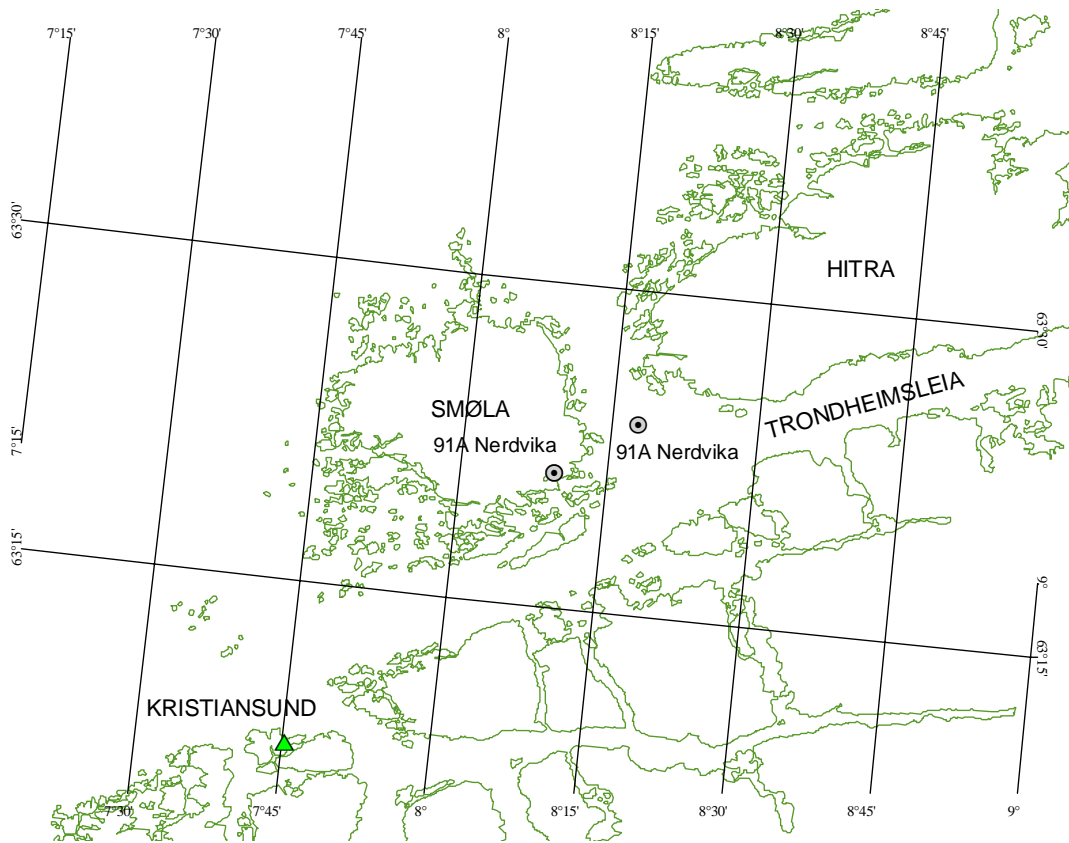 7°15' 7°30' 7°45' 8° 8°15' 8°30' 8°45'
63°30'
HITRA
63°30'
TRONDHEIMSLEIA
SMØLA
91A Nerdvika
91A Nerdvika
7°15'
63°15'
9°
63°15'
KRISTIANSUND
7°30' 7°45' 8° 8°15' 8°30' 8°45' 9°